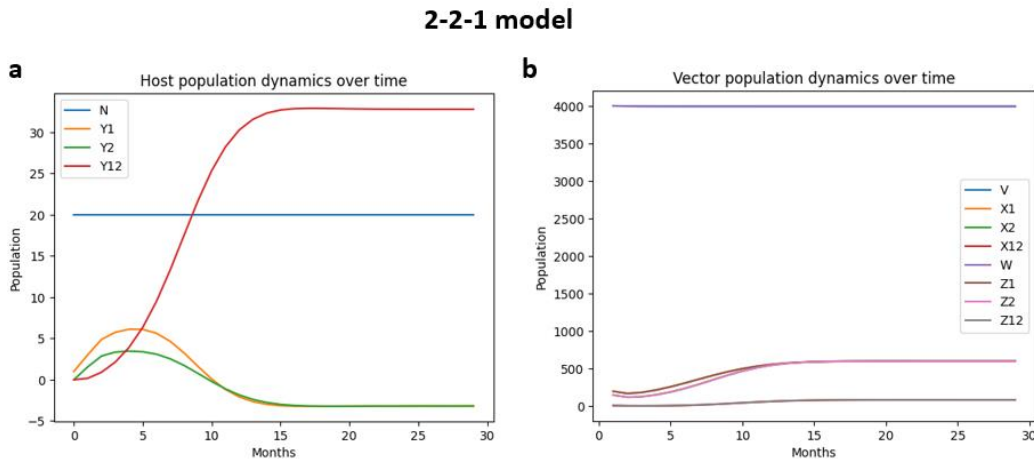 2-2-1 model
a
Host population dynamics over time
N
Y1
Y2
Y12
Population
30
25
20
15
10
5
0
−5
0 5 10 15 20 25 30
Months
b
Vector population dynamics over time
V
X1
X2
X12
W
Z1
Z2
Z12
Population
4000
3500
3000
2500
2000
1500
1000
500
0
0 5 10 15 20 25 30
Months